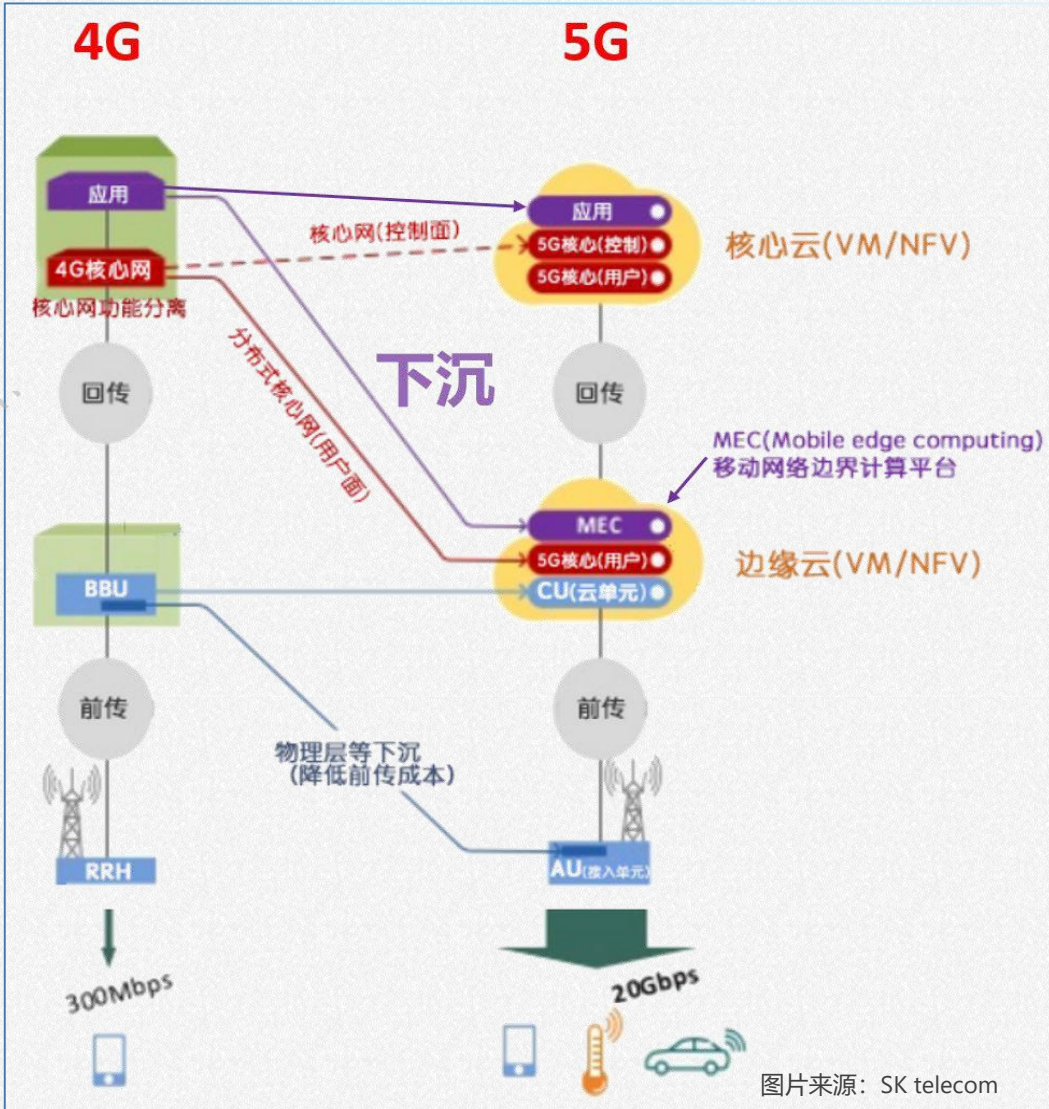 4G
5G
应用
应用
核心网(控制面)
5G核心(控制)
核心云(VM/NFV)
4G核心网
5G核心(用户)
核心网功能分离
分布式核心网(用户面)
下沉
回传
回传
MEC(Mobile edge computing)
移动网络边界计算平台
MEC
5G核心(用户)
边缘云(VM/NFV)
BBU
CU(云单元)
前传
前传
物理层等下沉
(降低前传成本)
RRH
AU(接入单元)
300Mbps
20Gbps
图片来源：SK telecom